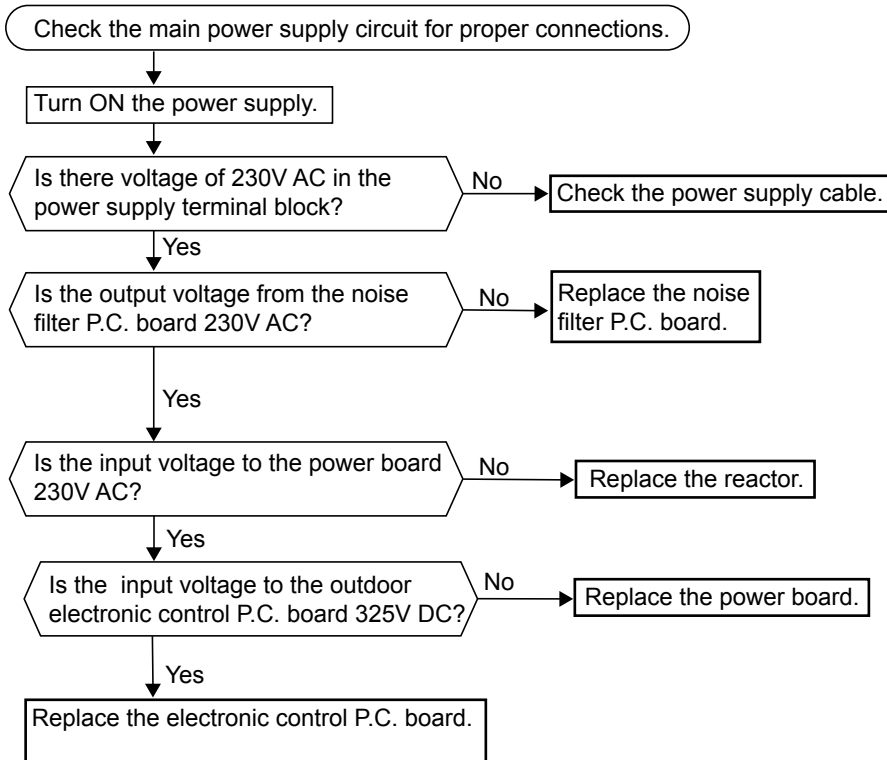 Check the main power supply circuit for proper connections.
Turn ON the power supply.
Is there voltage of 230V AC in the
power supply terminal block?
No
Check the power supply cable.
Yes
Is the output voltage from the noise
filter P.C. board 230V AC?
No
Replace the noise
filter P.C. board.
Yes
Is the input voltage to the power board
230V AC?
No
Replace the reactor.
Yes
Is the  input voltage to the outdoor
electronic control P.C. board 325V DC?
No
Replace the power board.
Yes
Replace the electronic control P.C. board.